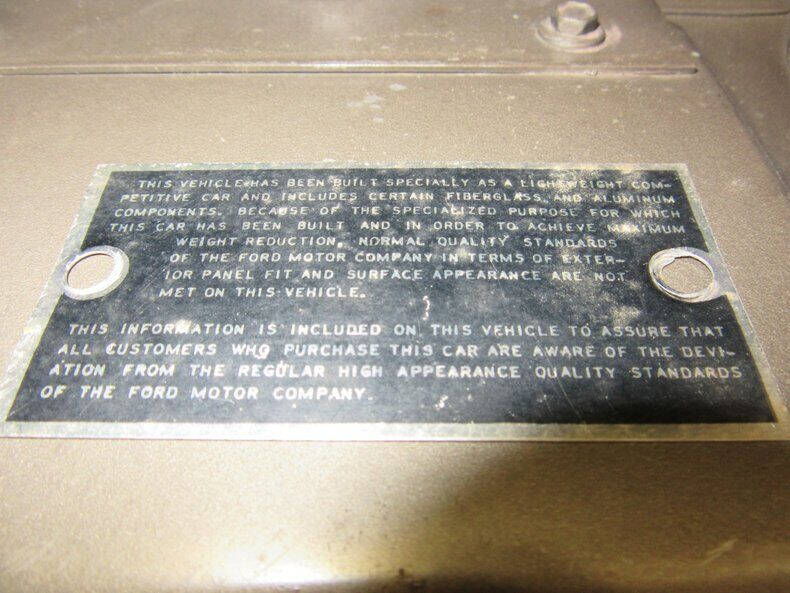 THIS VEHICLE HAS BEEN BUILT SPECIALLY AS A LIGHTWEIGHT COM-
PETITIVE CAR AND INCLUDES CERTAIN FIBERGLASS AND ALUMINUM
COMPONENTS. BECAUSE OF THE SPECIALIZED PURPOSE FOR WHICH
THIS CAR HAS BEEN BUILT AND IN ORDER TO ACHIEVE MAXIMUM
WEIGHT REDUCTION, NORMAL QUALITY STANDARDS
OF THE FORD MOTOR COMPANY IN TERMS OF EXTER-
IOR PANEL FIT AND SURFACE APPEARANCE ARE NOT
MET ON THIS VEHICLE.
THIS INFORMATION IS INCLUDED ON THIS VEHICLE TO ASSURE THAT
ALL CUSTOMERS WHO PURCHASE THIS CAR ARE AWARE OF THE DEVI-
ATION FROM THE REGULAR HIGH APPEARANCE QUALITY STANDARDS
OF THE FORD MOTOR COMPANY.